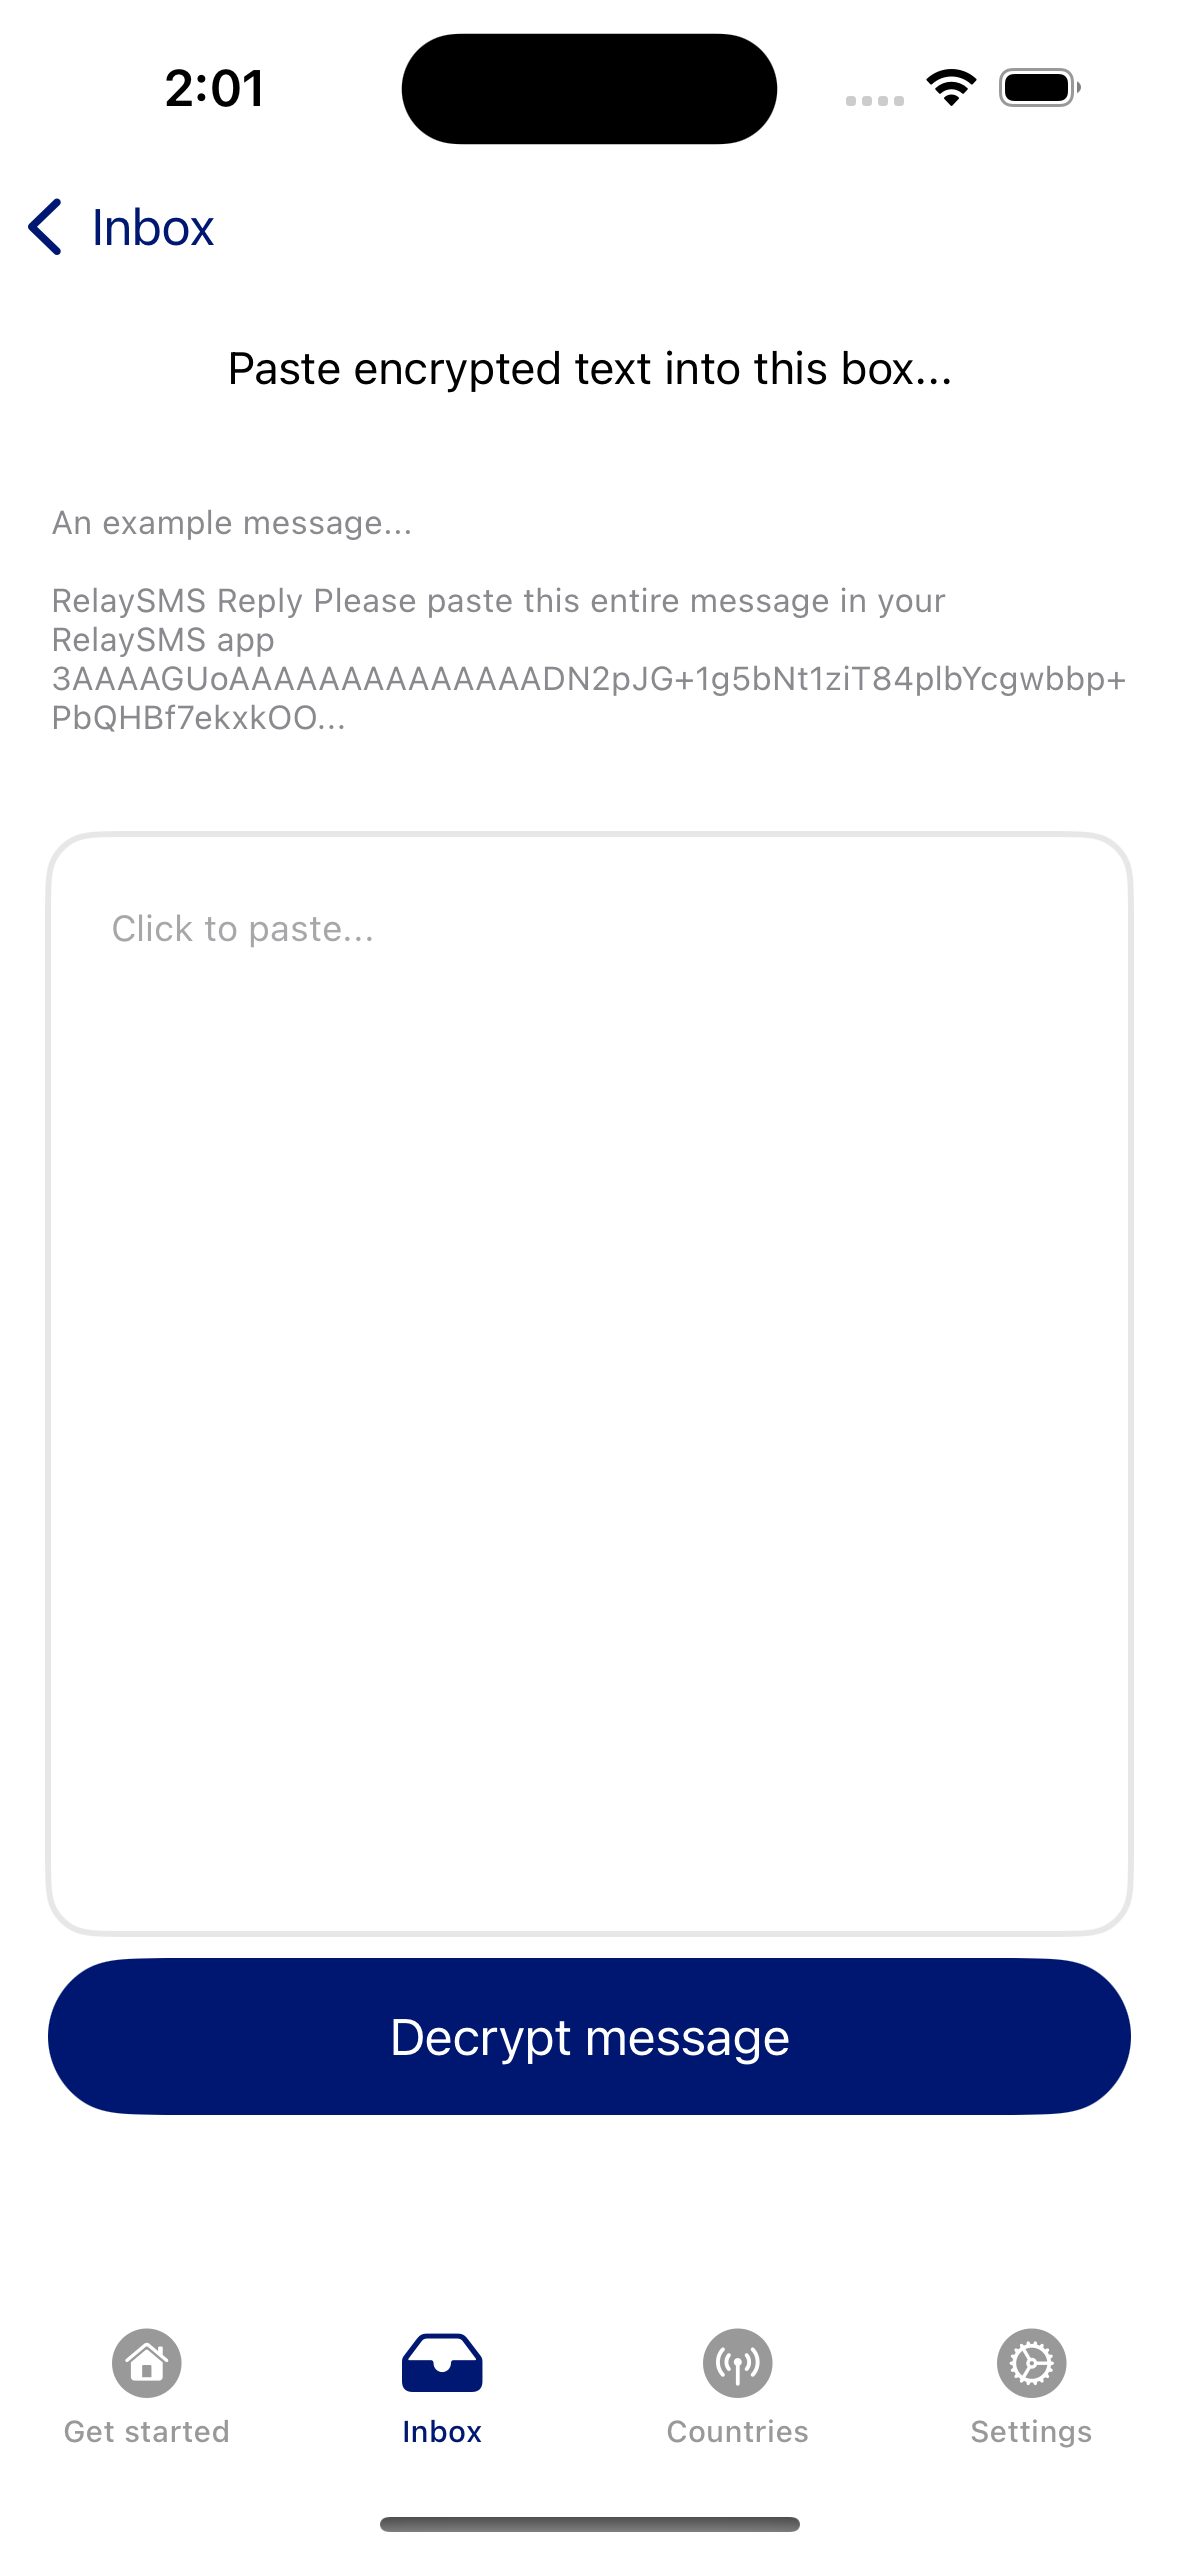 2:01
Inbox
Paste encrypted text into this box...
An example message...
RelaySMS Reply Please paste this entire message in your
RelaySMS app
3AAAAGUoAAAAAAAAAAAAAADN2pJG+1g5bNt1ziT84plbYcgwbbp+
PbQHBf7ekxkOO...
Click to paste...
Decrypt message
Get started
Inbox
Countries
Settings